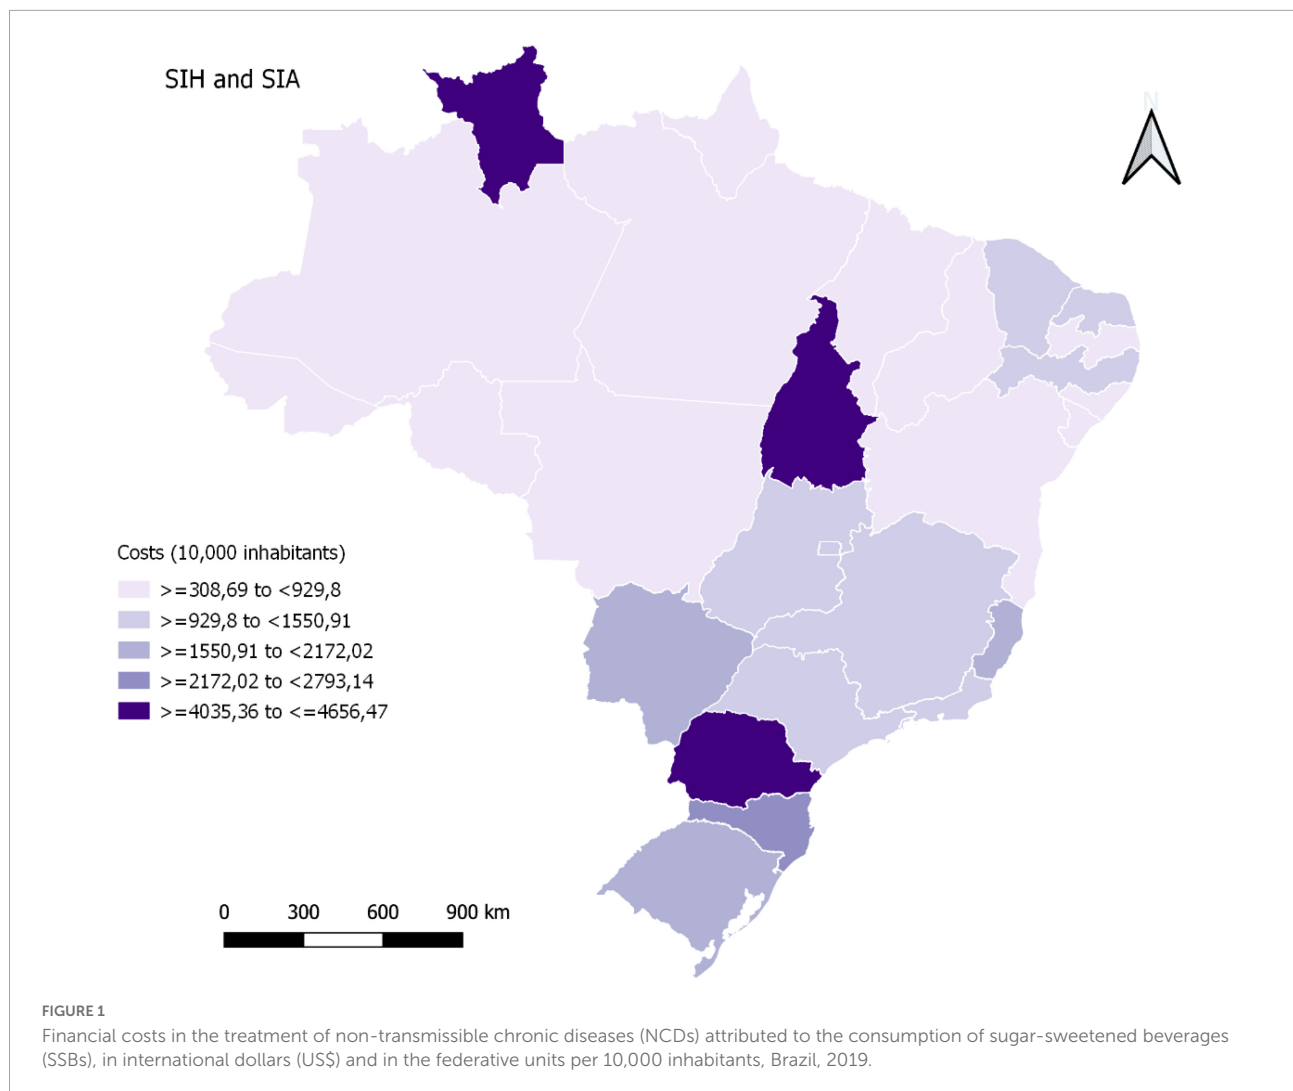 SIH and SIA
N
Costs (10,000 inhabitants)
>=308,69 to <929,8
>=929,8 to <1550,91
>=1550,91 to <2172,02
>=2172,02 to <2793,14
>=4035,36 to <=4656,47
0 300 600 900 km
FIGURE 1
Financial costs in the treatment of non-transmissible chronic diseases (NCDs) attributed to the consumption of sugar-sweetened beverages
(SSBs), in international dollars (US$) and in the federative units per 10,000 inhabitants, Brazil, 2019.